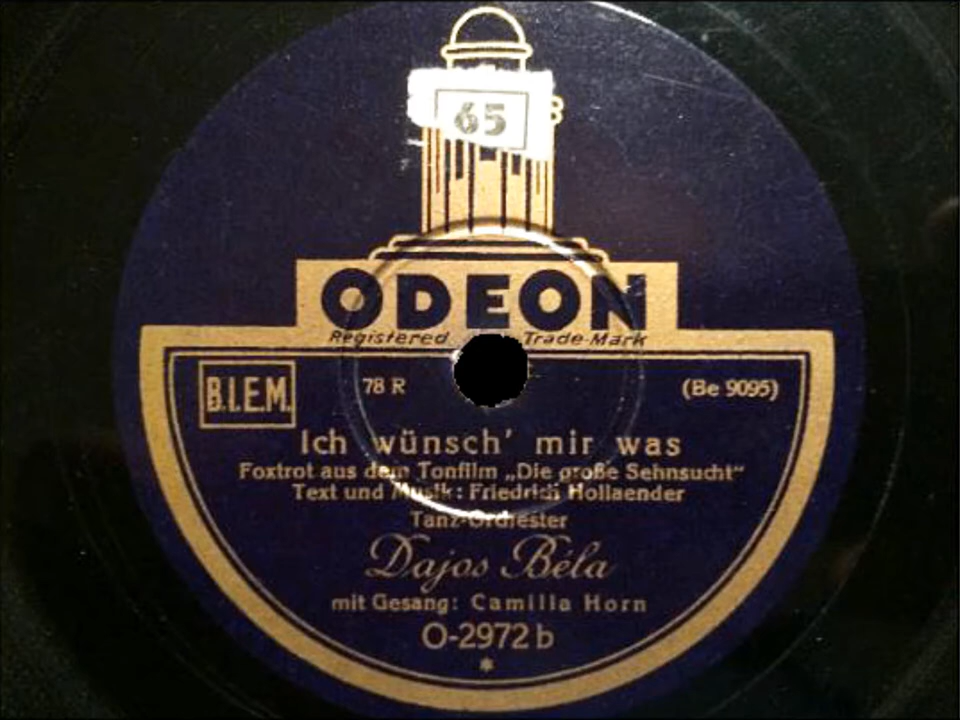 65
ODEON
Registered Trade-Mark
B.I.E.M. 78 R (Be 9095)
Ich wünsch' mir was
Foxtrot aus dem Tonfilm „Die große Sehnsucht"
Text und Musik: Friedrich Hollaender
Tanz-Orchester
Dajos Béla
mit Gesang: Camilla Horn
O-2972 b
*